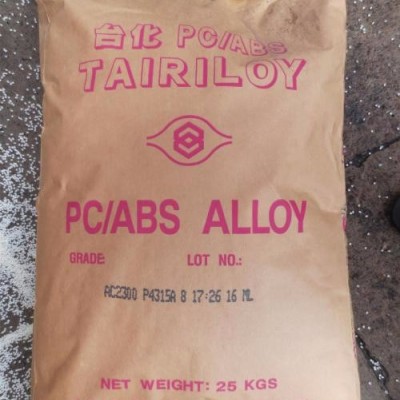 台化 PC/ABS
TAIRILOY
PC/ABS ALLOY
GRADE LOT NO.:
AC2300 P4315A 8 17:26 16 ML
NET WEIGHT: 25 KGS